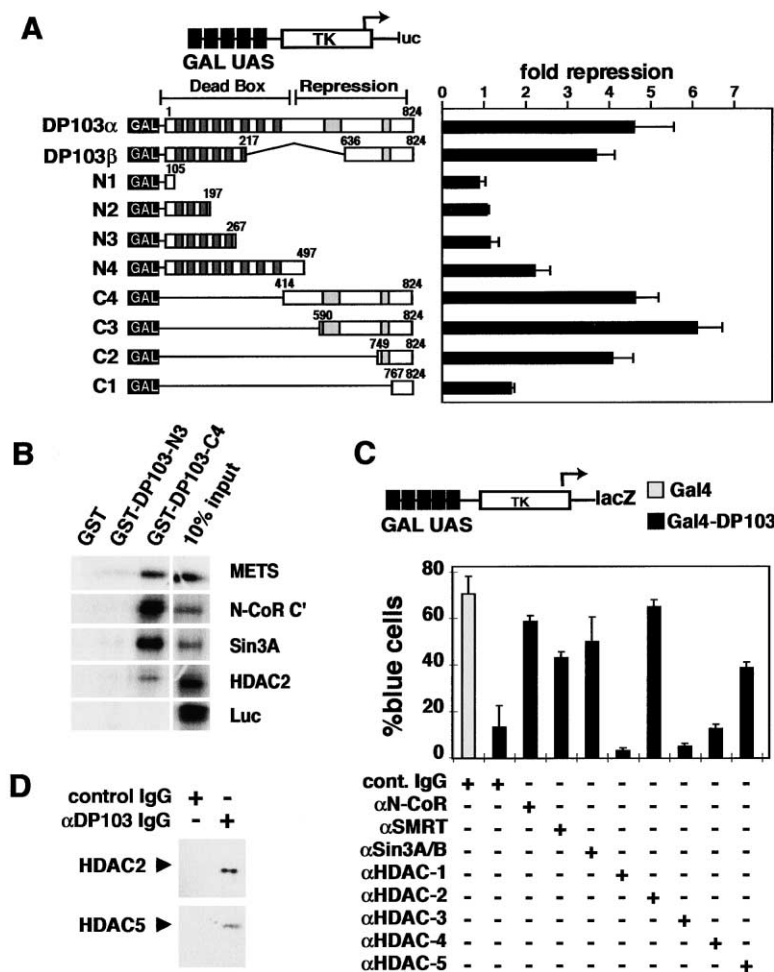 A
TK
luc
GAL UAS
fold repression
Dead Box Repression
0 1 2 3 4 5 6 7
1 824
DP103α GAL
217 636 824
DP103β GAL
105
N1 GAL
197
N2 GAL
267
N3 GAL
497
N4 GAL
414 824
C4 GAL
590 824
C3 GAL
749 824
C2 GAL
767 824
C1 GAL
B
GST
GST-DP103-N3
GST-DP103-C4
10% input
METS
N-CoR C'
Sin3A
HDAC2
Luc
C
TK
lacZ
GAL UAS
Gal4
Gal4-DP103
%blue cells
80
60
40
20
0
cont. IgG + + - - - - - - - -
αN-CoR - - + - - - - - - -
αSMRT - - - + - - - - - -
αSin3A/B - - - - + - - - - -
αHDAC-1 - - - - - + - - - -
αHDAC-2 - - - - - - + - - -
αHDAC-3 - - - - - - - + - -
αHDAC-4 - - - - - - - - + -
αHDAC-5 - - - - - - - - - +
D
control IgG + -
αDP103 IgG - +
HDAC2
HDAC5